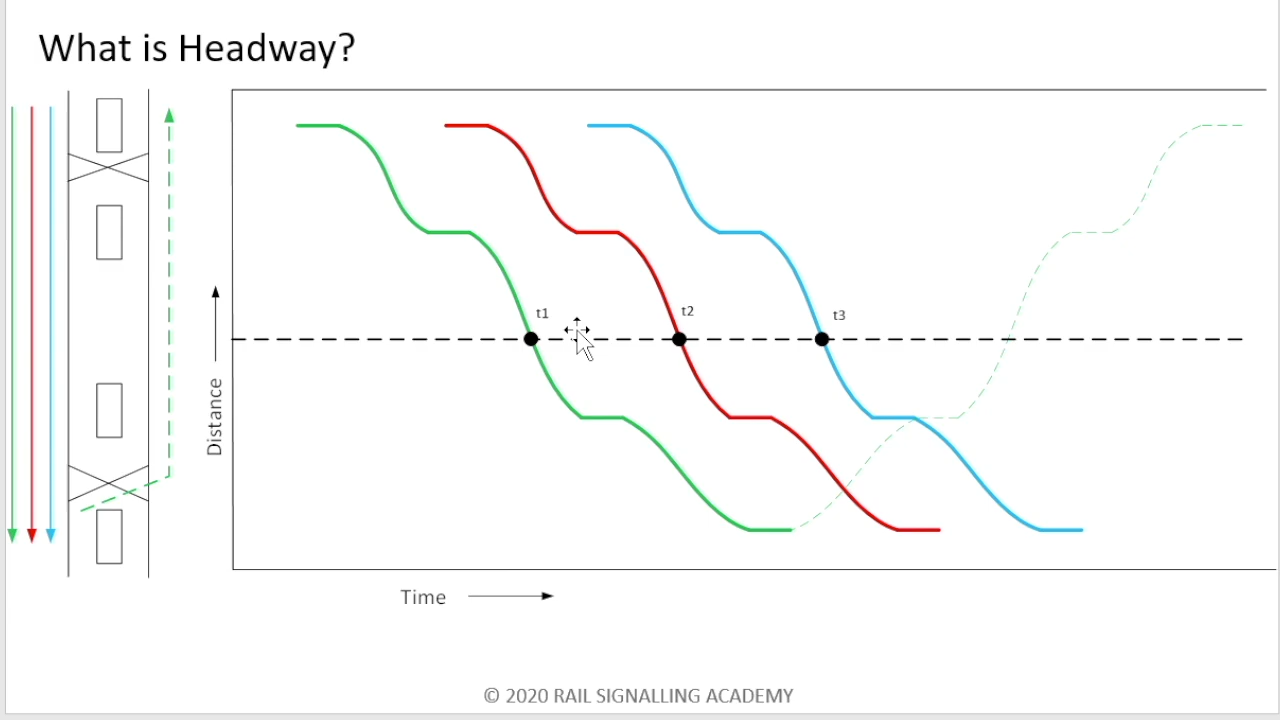 What is Headway?
t1
t2
t3
Distance
Time
© 2020 RAIL SIGNALLING ACADEMY